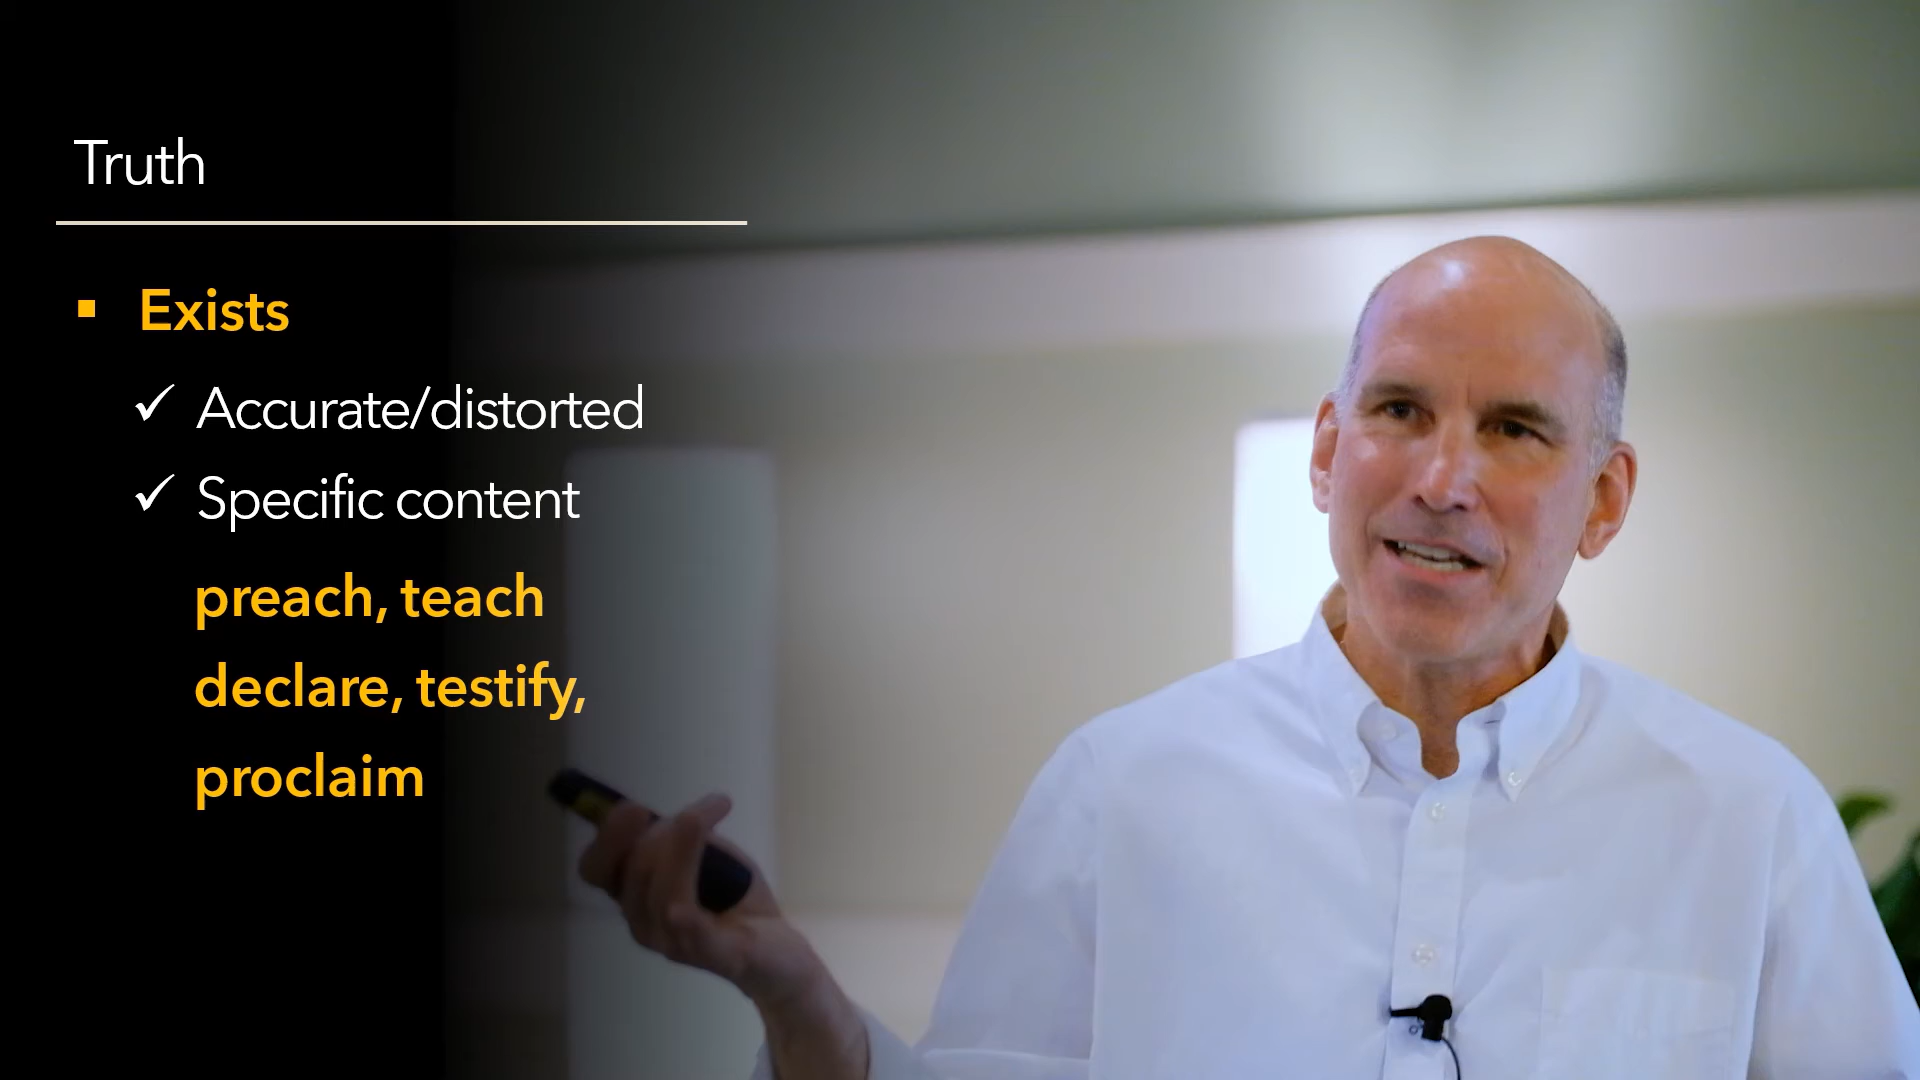 Truth
Exists
Accurate/distorted
Specific content
preach, teach
declare, testify,
proclaim